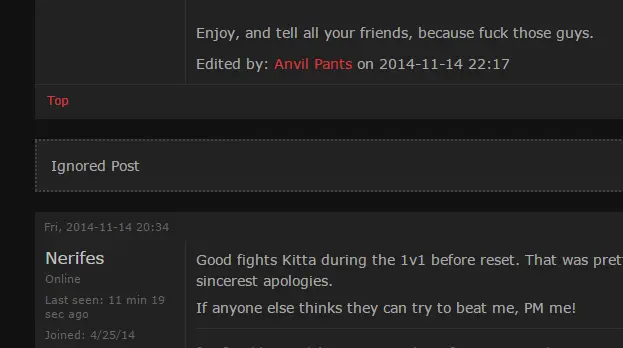 Enjoy, and tell all your friends, because fuck those guys.
Edited by: Anvil Pants on 2014-11-14 22:17
Top
Ignored Post
Fri, 2014-11-14 20:34
Nerifes
Online
Last seen: 11 min 19
sec ago
Joined: 4/25/14
Good fights Kitta during the 1v1 before reset. That was pret
sincerest apologies.
If anyone else thinks they can try to beat me, PM me!